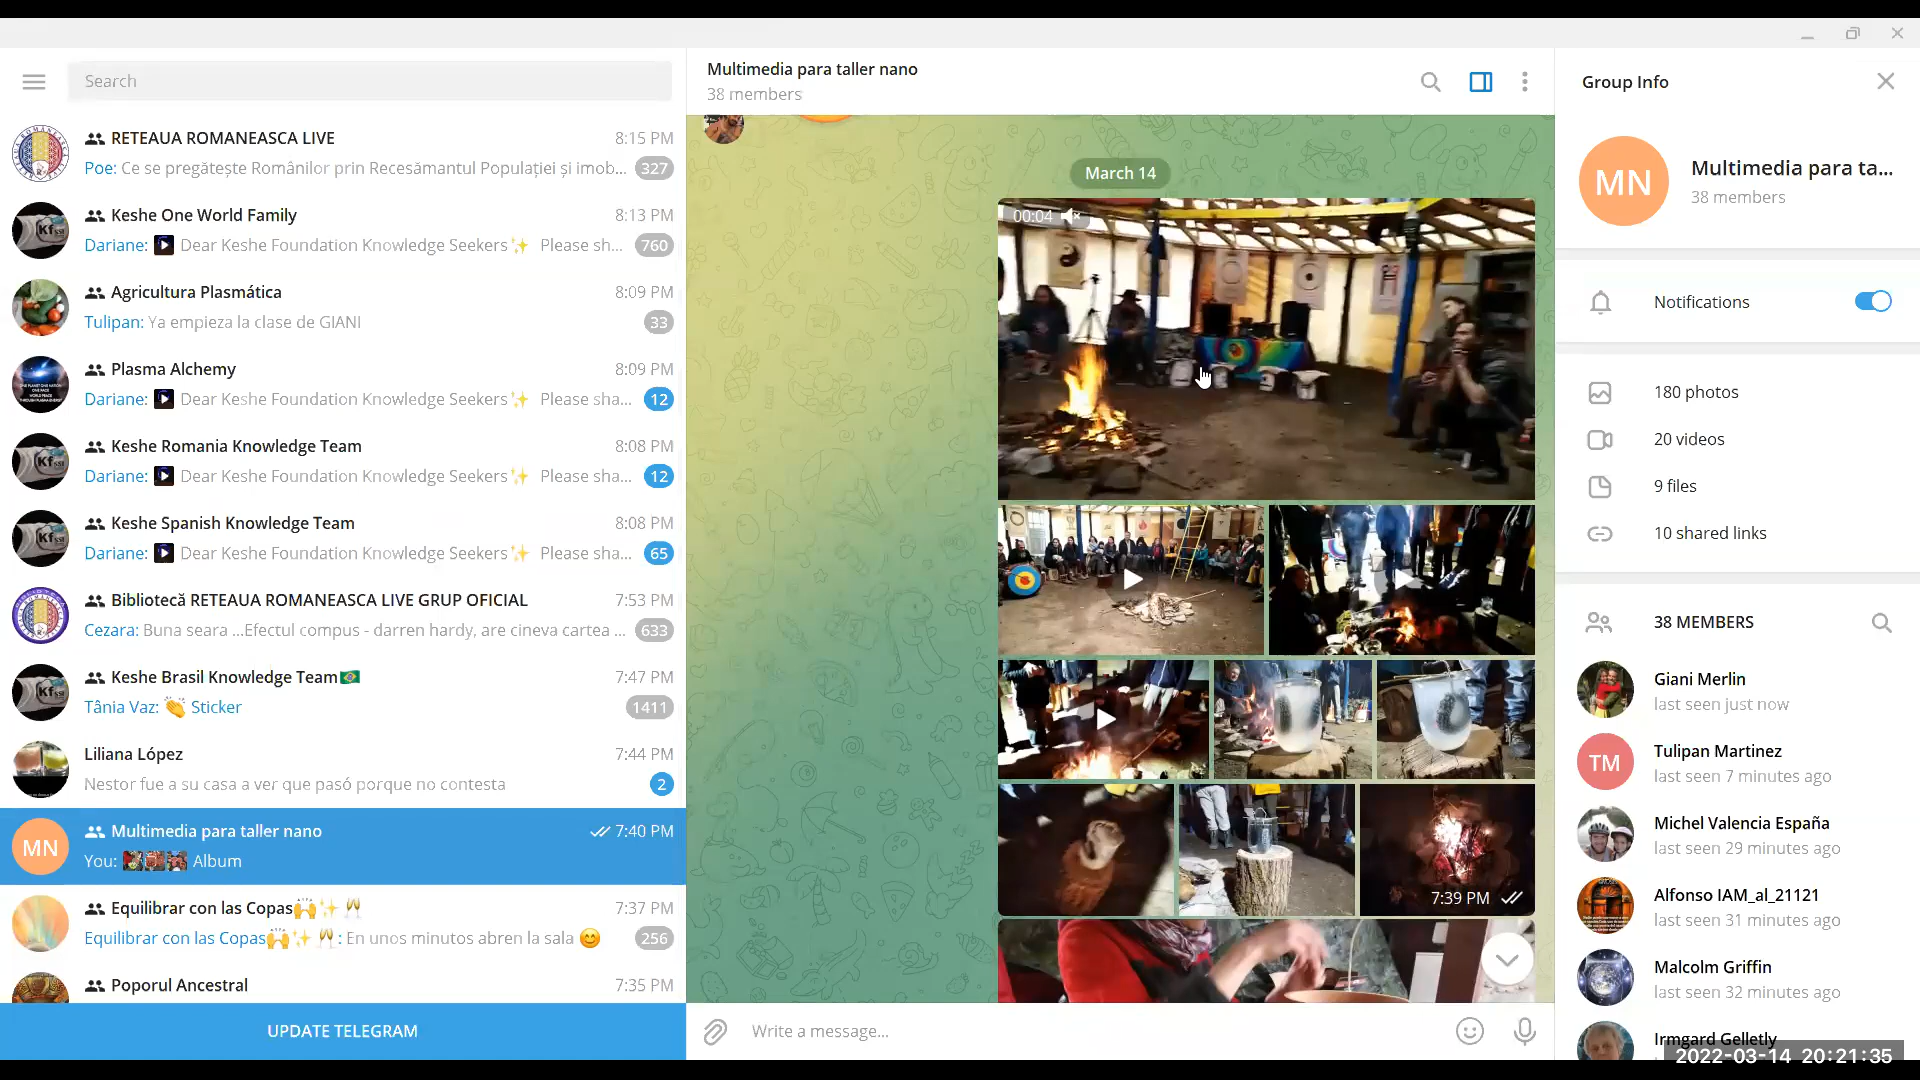 Search
RETEAUA ROMANEASCA LIVE 8:15 PM
Poe: Ce se pregătește Românilor prin Recesămantul Populației și imob... 327
Keshe One World Family 8:13 PM
Dariane: Dear Keshe Foundation Knowledge Seekers✨ Please sh... 760
Agricultura Plasmática 8:09 PM
Tulipan: Ya empieza la clase de GIANI 33
Plasma Alchemy 8:09 PM
Dariane: Dear Keshe Foundation Knowledge Seekers✨ Please sha... 12
Keshe Romania Knowledge Team 8:08 PM
Dariane: Dear Keshe Foundation Knowledge Seekers✨ Please sha... 12
Keshe Spanish Knowledge Team 8:08 PM
Dariane: Dear Keshe Foundation Knowledge Seekers✨ Please sha... 65
Bibliotecă RETEAUA ROMANEASCA LIVE GRUP OFICIAL 7:53 PM
Cezara: Buna seara ...Efectul compus - darren hardy, are cineva cartea ... 633
Keshe Brasil Knowledge Team🇧🇷 7:47 PM
Tânia Vaz: 👏 Sticker 1411
Liliana López 7:44 PM
Nestor fue a su casa a ver que pasó porque no contesta 2
MN
Multimedia para taller nano 7:40 PM
You: Album
Equilibrar con las Copas🙌✨🥂 7:37 PM
Equilibrar con las Copas🙌✨🥂: En unos minutos abren la sala 😊 256
Poporul Ancestral 7:35 PM
UPDATE TELEGRAM
Multimedia para taller nano
38 members
March 14
00:04
7:39 PM
Write a message...
Group Info
MN
Multimedia para ta...
38 members
Notifications
180 photos
20 videos
9 files
10 shared links
38 MEMBERS
Giani Merlin
last seen just now
TM
Tulipan Martinez
last seen 7 minutes ago
Michel Valencia España
last seen 29 minutes ago
Alfonso IAM_al_21121
last seen 31 minutes ago
Malcolm Griffin
last seen 32 minutes ago
Irmgard Gelletly
2022-03-14 20:21:35